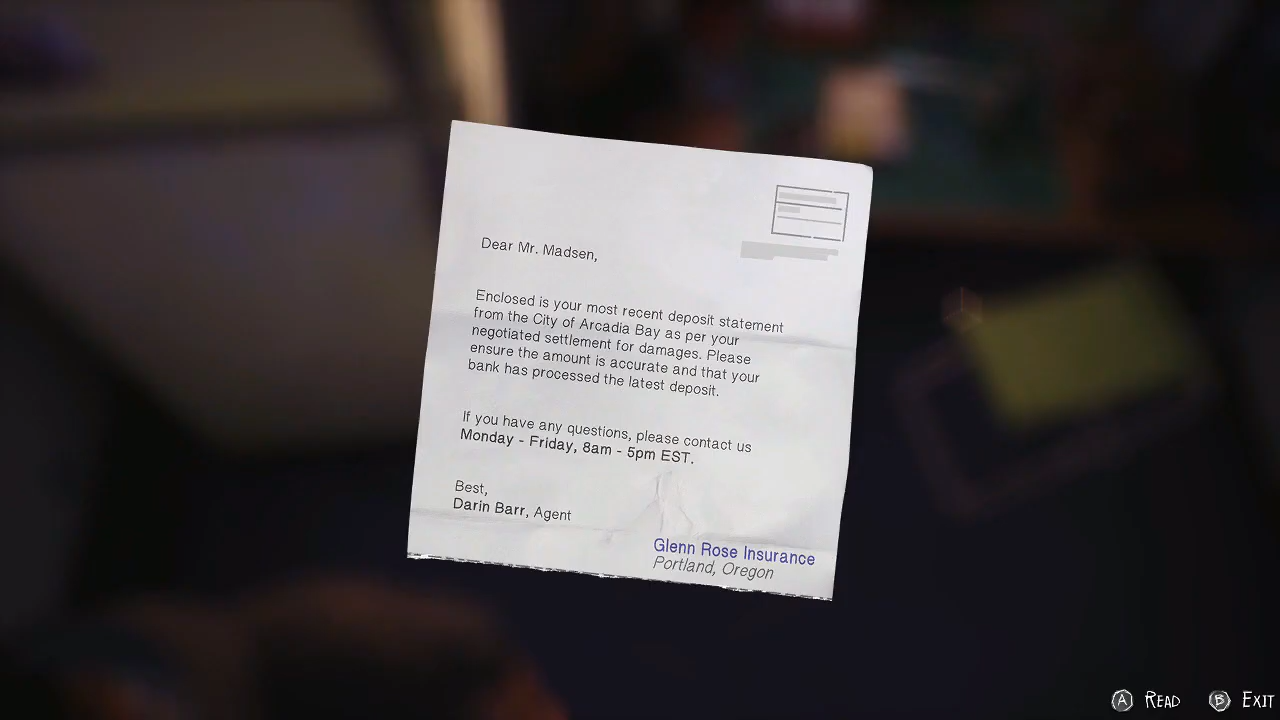 Dear Mr. Madsen,
Enclosed is your most recent deposit statement
from the City of Arcadia Bay as per your
negotiated settlement for damages. Please
ensure the amount is accurate and that your
bank has processed the latest deposit.
If you have any questions, please contact us
Monday - Friday, 8am - 5pm EST.
Best,
Darin Barr, Agent
Glenn Rose Insurance
Portland, Oregon
A READ B EXIT